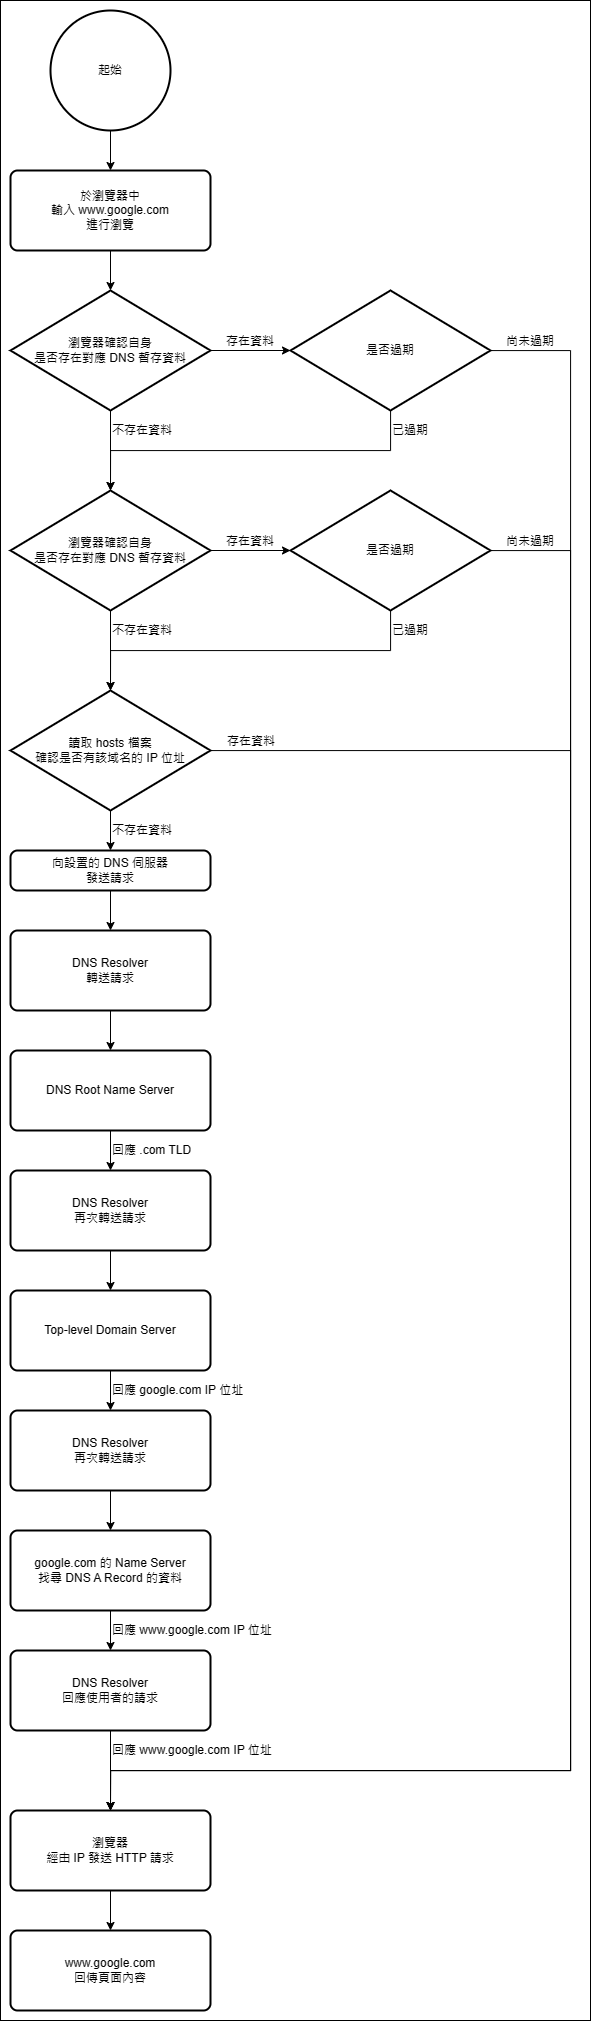 起始
於瀏覽器中
輸入 www.google.com
進行瀏覽
瀏覽器確認自身
是否存在對應 DNS 暫存資料
存在資料
是否過期
尚未過期
不存在資料
已過期
瀏覽器確認自身
是否存在對應 DNS 暫存資料
存在資料
是否過期
尚未過期
不存在資料
已過期
讀取 hosts 檔案
確認是否有該域名的 IP 位址
存在資料
不存在資料
向設置的 DNS 伺服器
發送請求
DNS Resolver
轉送請求
DNS Root Name Server
回應 .com TLD
DNS Resolver
再次轉送請求
Top-level Domain Server
回應 google.com IP 位址
DNS Resolver
再次轉送請求
google.com 的 Name Server
找尋 DNS A Record 的資料
回應 www.google.com IP 位址
DNS Resolver
回應使用者的請求
回應 www.google.com IP 位址
瀏覽器
經由 IP 發送 HTTP 請求
www.google.com
回傳頁面內容